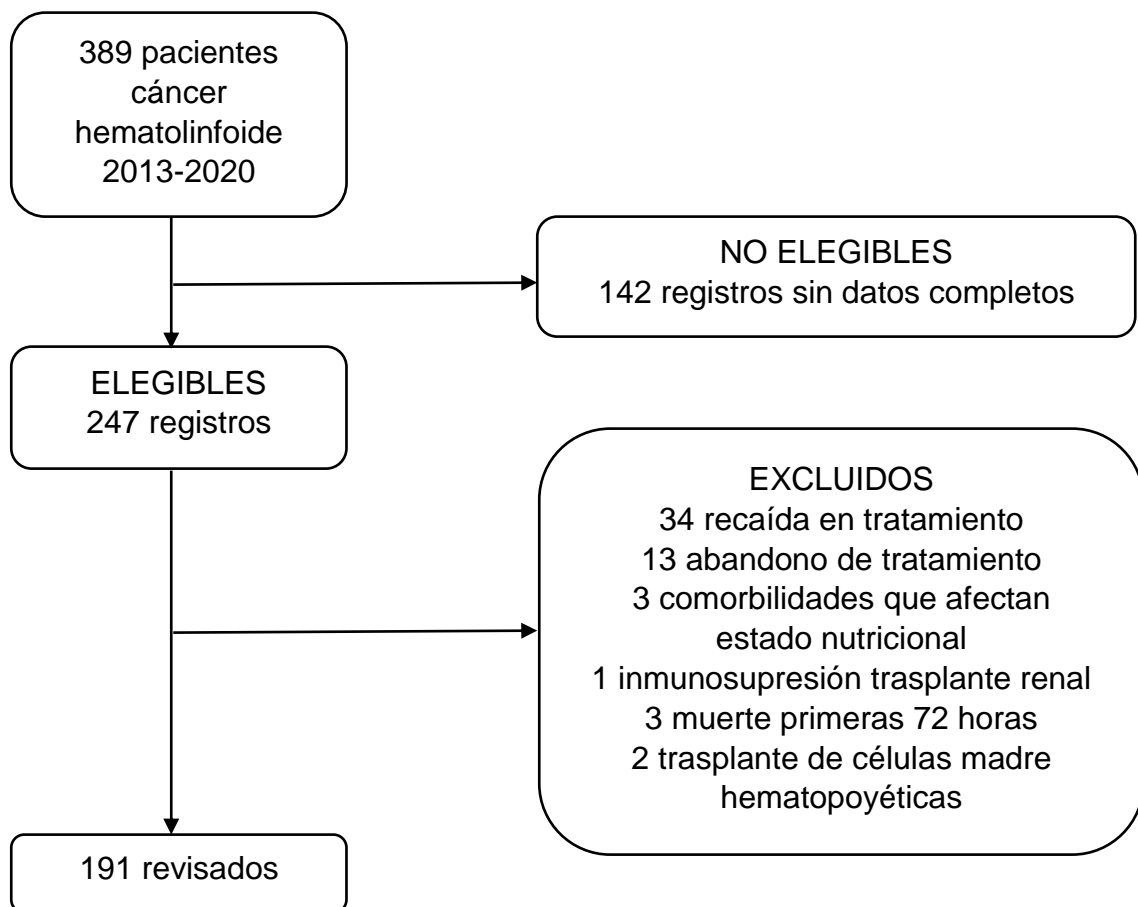 389 pacientes
cáncer
hematolinfoide
2013-2020
NO ELEGIBLES
142 registros sin datos completos
ELEGIBLES
247 registros
EXCLUIDOS
34 recaída en tratamiento
13 abandono de tratamiento
3 comorbilidades que afectan
estado nutricional
1 inmunosupresión trasplante renal
3 muerte primeras 72 horas
2 trasplante de células madre
hematopoyéticas
191 revisados